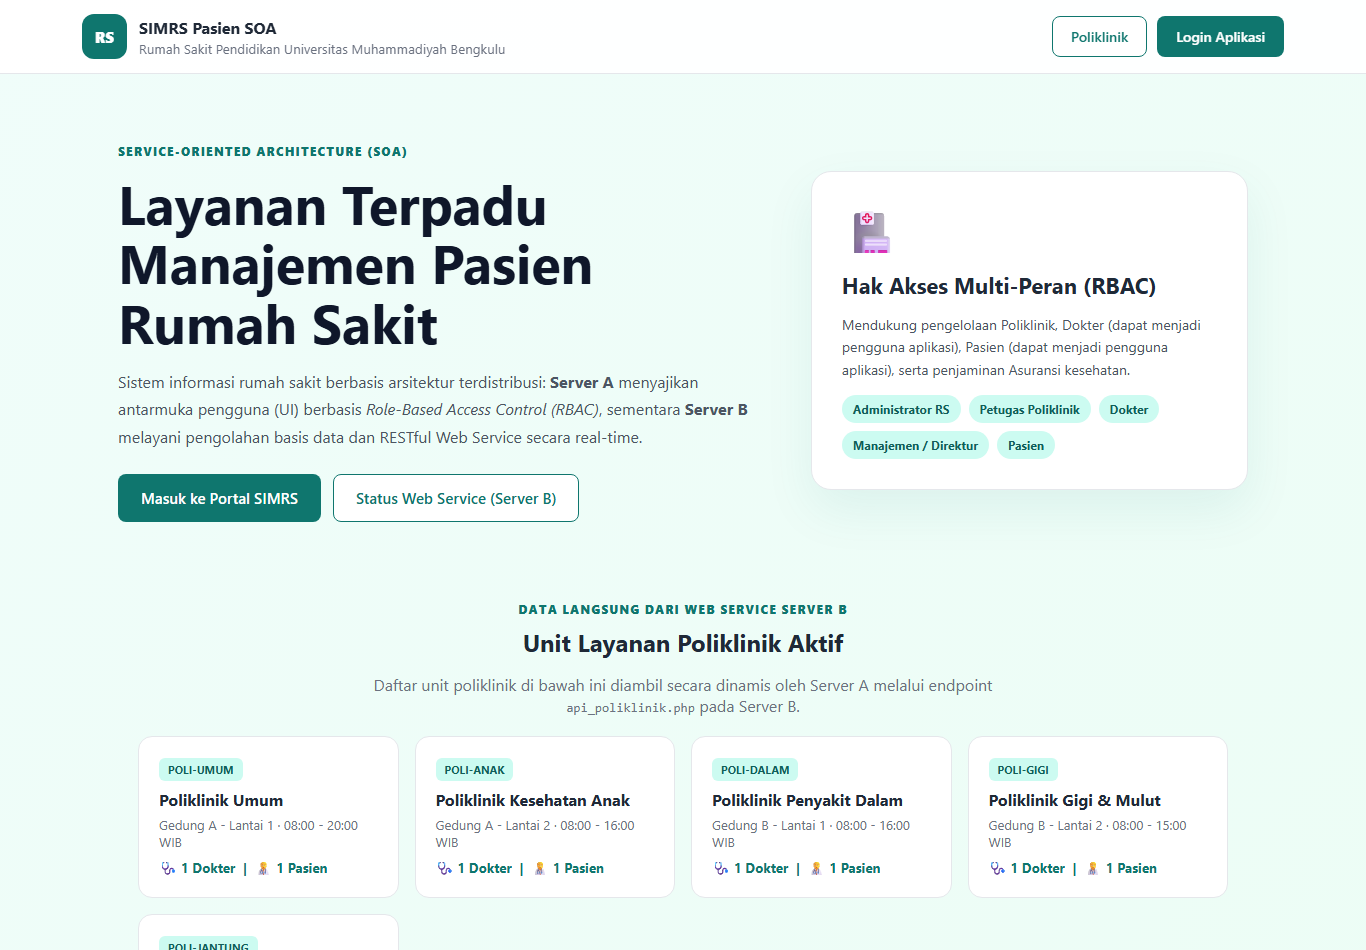 RS
SIMRS Pasien SOA
Rumah Sakit Pendidikan Universitas Muhammadiyah Bengkulu
Poliklinik
Login Aplikasi
SERVICE-ORIENTED ARCHITECTURE (SOA)
Layanan Terpadu
Manajemen Pasien
Rumah Sakit
Sistem informasi rumah sakit berbasis arsitektur terdistribusi: Server A menyajikan
antarmuka pengguna (UI) berbasis Role-Based Access Control (RBAC), sementara Server B
melayani pengolahan basis data dan RESTful Web Service secara real-time.
Masuk ke Portal SIMRS
Status Web Service (Server B)
Hak Akses Multi-Peran (RBAC)
Mendukung pengelolaan Poliklinik, Dokter (dapat menjadi
pengguna aplikasi), Pasien (dapat menjadi pengguna
aplikasi), serta penjaminan Asuransi kesehatan.
Administrator RS
Petugas Poliklinik
Dokter
Manajemen / Direktur
Pasien
DATA LANGSUNG DARI WEB SERVICE SERVER B
Unit Layanan Poliklinik Aktif
Daftar unit poliklinik di bawah ini diambil secara dinamis oleh Server A melalui endpoint
api_poliklinik.php pada Server B.
POLI-UMUM
Poliklinik Umum
Gedung A - Lantai 1 · 08:00 - 20:00
WIB
1 Dokter | 1 Pasien
POLI-ANAK
Poliklinik Kesehatan Anak
Gedung A - Lantai 2 · 08:00 - 16:00
WIB
1 Dokter | 1 Pasien
POLI-DALAM
Poliklinik Penyakit Dalam
Gedung B - Lantai 1 · 08:00 - 16:00
WIB
1 Dokter | 1 Pasien
POLI-GIGI
Poliklinik Gigi & Mulut
Gedung B - Lantai 2 · 08:00 - 15:00
WIB
1 Dokter | 1 Pasien
POLI-JANTUNG